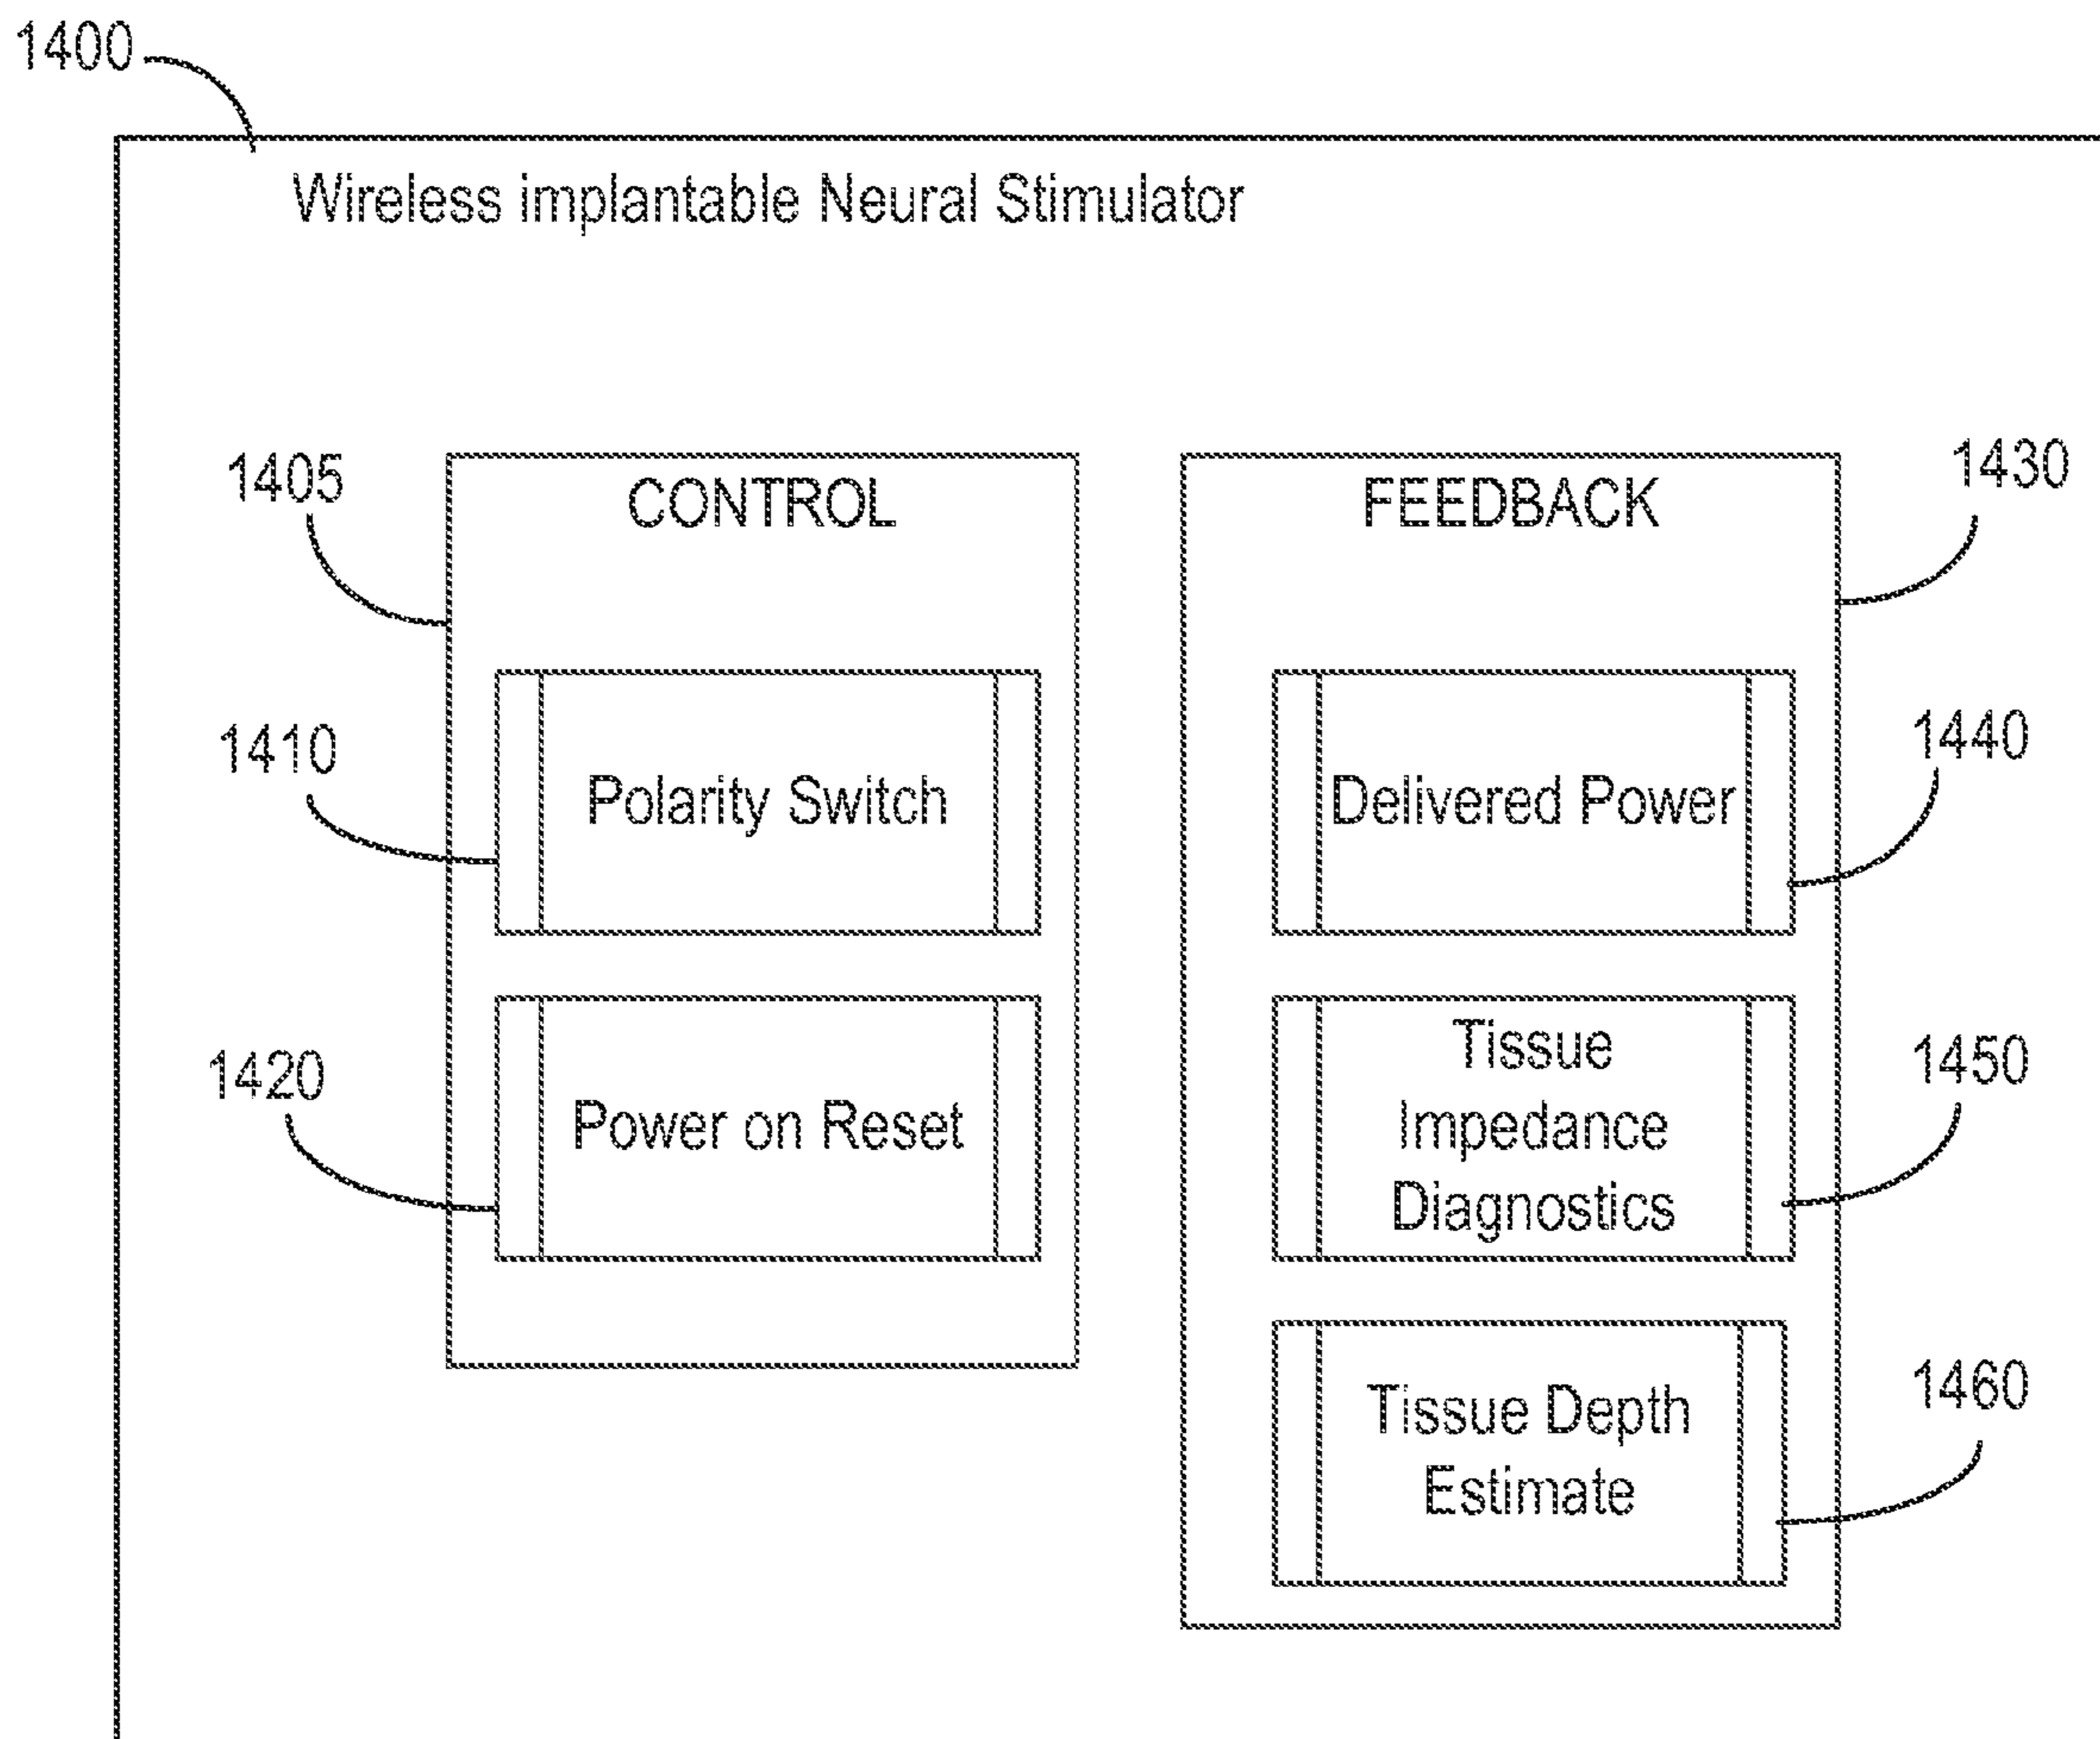 1400
Wireless implantable Neural Stimulator
1405
CONTROL
1410
Polarity Switch
1420
Power on Reset
FEEDBACK
1430
Delivered Power
1440
Tissue
Impedance
Diagnostics
1450
Tissue Depth
Estimate
1460